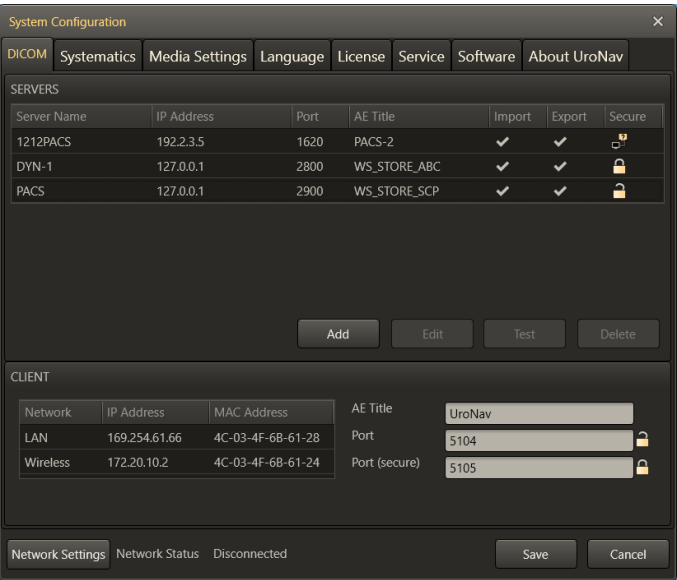 System Configuration
DICOM Systematics Media Settings Language License Service Software About UroNav
SERVERS
Server Name IP Address Port AE Title Import Export Secure
1212PACS 192.2.3.5 1620 PACS-2
DYN-1 127.0.0.1 2800 WS_STORE_ABC
PACS 127.0.0.1 2900 WS_STORE_SCP
Add Edit Test Delete
CLIENT
Network IP Address MAC Address
LAN 169.254.61.66 4C-03-4F-6B-61-28
Wireless 172.20.10.2 4C-03-4F-6B-61-24
AE Title UroNav
Port 5104
Port (secure) 5105
Network Settings Network Status Disconnected Save Cancel